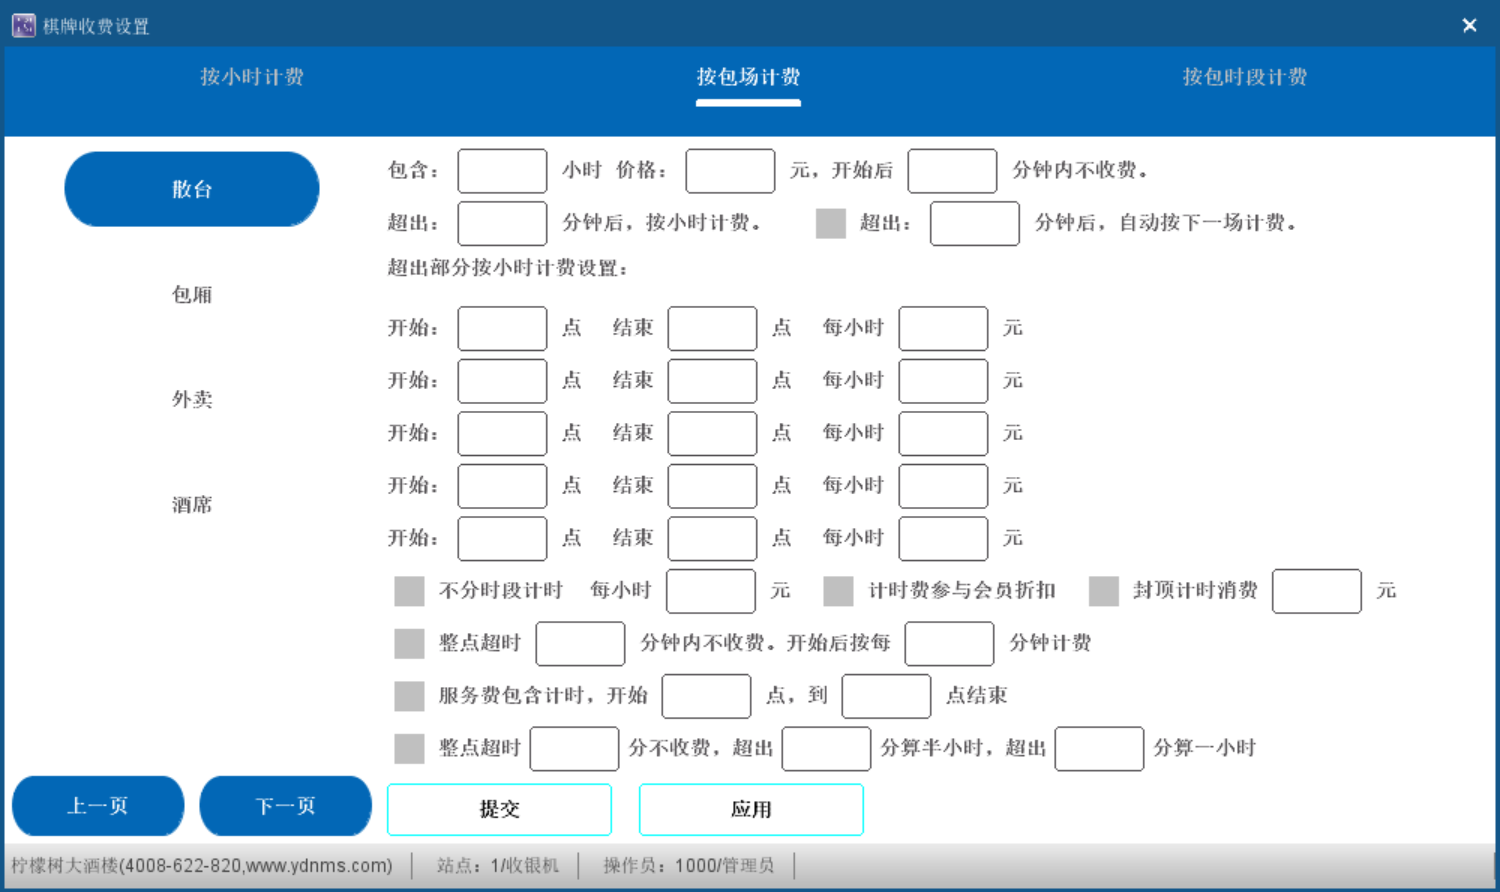 棋牌收费设置
按小时计费 按包场计费 按包时段计费
散台
包厢
外卖
酒席
包含： 小时 价格： 元，开始后 分钟内不收费。
超出： 分钟后，按小时计费。 超出： 分钟后，自动按下一场计费。
超出部分按小时计费设置：
开始： 点 结束 点 每小时 元
开始： 点 结束 点 每小时 元
开始： 点 结束 点 每小时 元
开始： 点 结束 点 每小时 元
开始： 点 结束 点 每小时 元
不分时段计时 每小时 元 计时费参与会员折扣 封顶计时消费 元
整点超时 分钟内不收费。开始后按每 分钟计费
服务费包含计时，开始 点，到 点结束
整点超时 分不收费，超出 分算半小时，超出 分算一小时
上一页 下一页 提交 应用
柠檬树大酒楼(4008-622-820,www.ydnms.com) 站点：1/收银机 操作员：1000/管理员